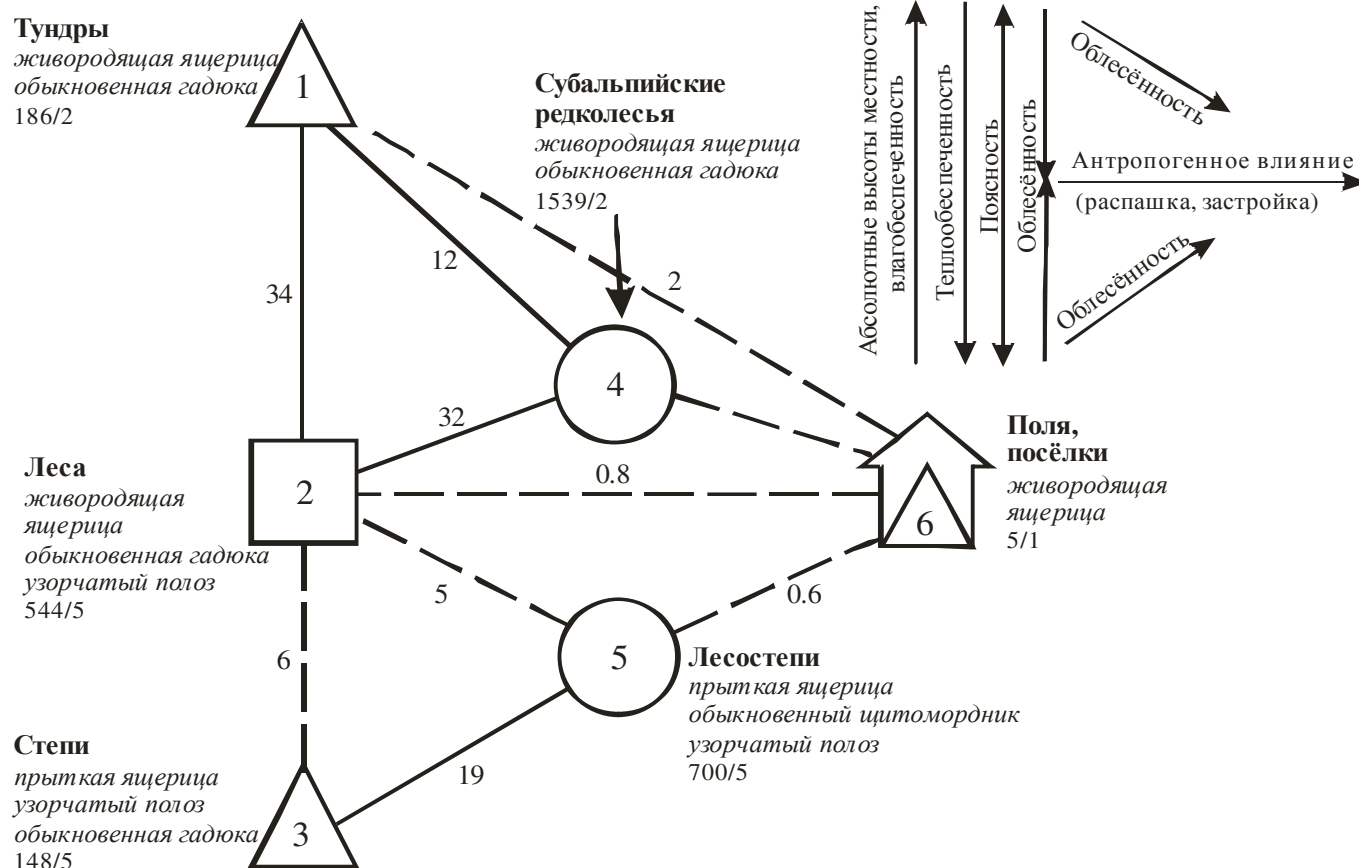 Тундры
живородящая ящерица
обыкновенная гадюка
186/2
1
Субальпийские
редколесья
живородящая ящерица
обыкновенная гадюка
1539/2
Абсолютные высоты местности,
влагобеспеченность
Теплообеспеченность
Поясность
Облесённость
Облесённость
Антропогенное влияние
(распашка, застройка)
Облесённость
12
34
2
4
32
0.8
Леса
живородящая
ящерица
обыкновенная гадюка
узорчатый полоз
544/5
2
Поля,
посёлки
живородящая
ящерица
5/1
6
5
0.6
6
5
Лесостепи
прыткая ящерица
обыкновенный щитомордник
узорчатый полоз
700/5
19
Степи
прыткая ящерица
узорчатый полоз
обыкновенная гадюка
148/5
3